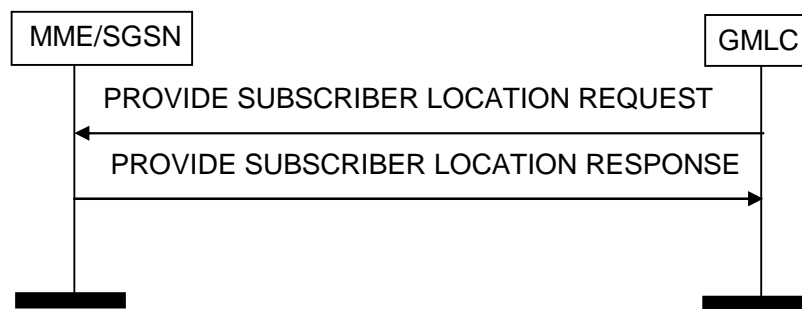 MME/SGSN
GMLC
PROVIDE SUBSCRIBER LOCATION REQUEST
PROVIDE SUBSCRIBER LOCATION RESPONSE